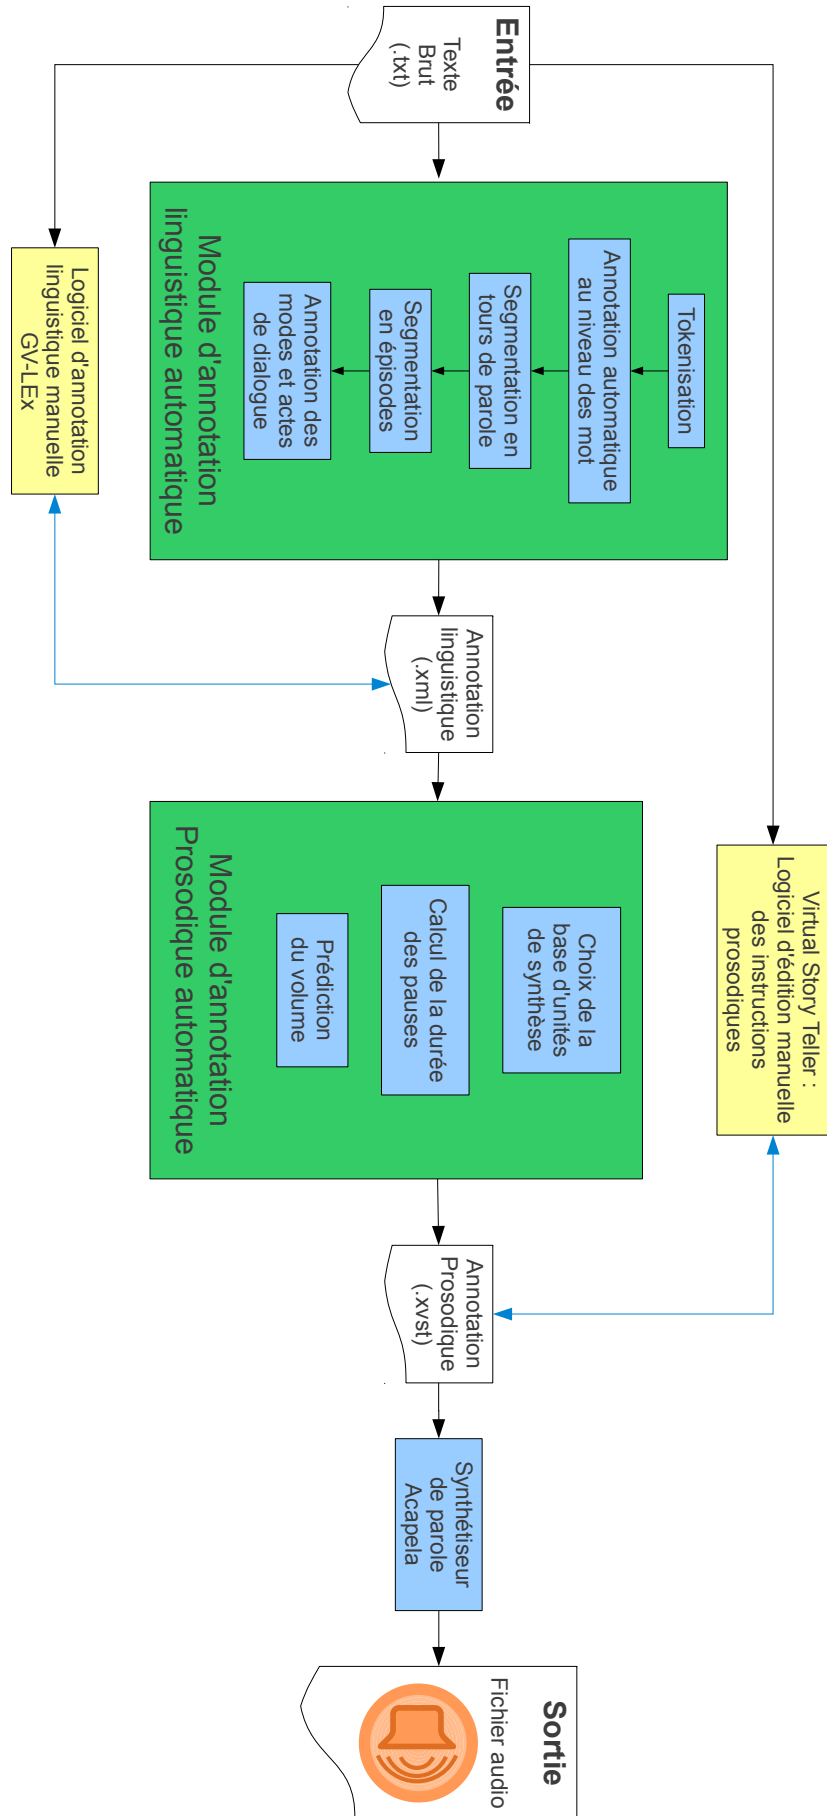 Entrée
Texte
Brut
(.txt)
Virtual Story Teller :
Logiciel d'édition manuelle
des instructions
prosodiques
Tokenisation
Annotation automatique
au niveau des mot
Segmentation en
tours de parole
Segmentation
en épisodes
Annotation des
modes et actes
de dialogue
Module d'annotation
linguistique automatique
Logiciel d'annotation
linguistique manuelle
GV-LEx
Annotation
linguistique
(.xml)
Choix de la
base d'unités
de synthèse
Calcul de la durée
des pauses
Prédiction
du volume
Module d'annotation
Prosodique automatique
Annotation
Prosodique
(.xvst)
Synthétiseur
de parole
Acapela
Sortie
Fichier audio